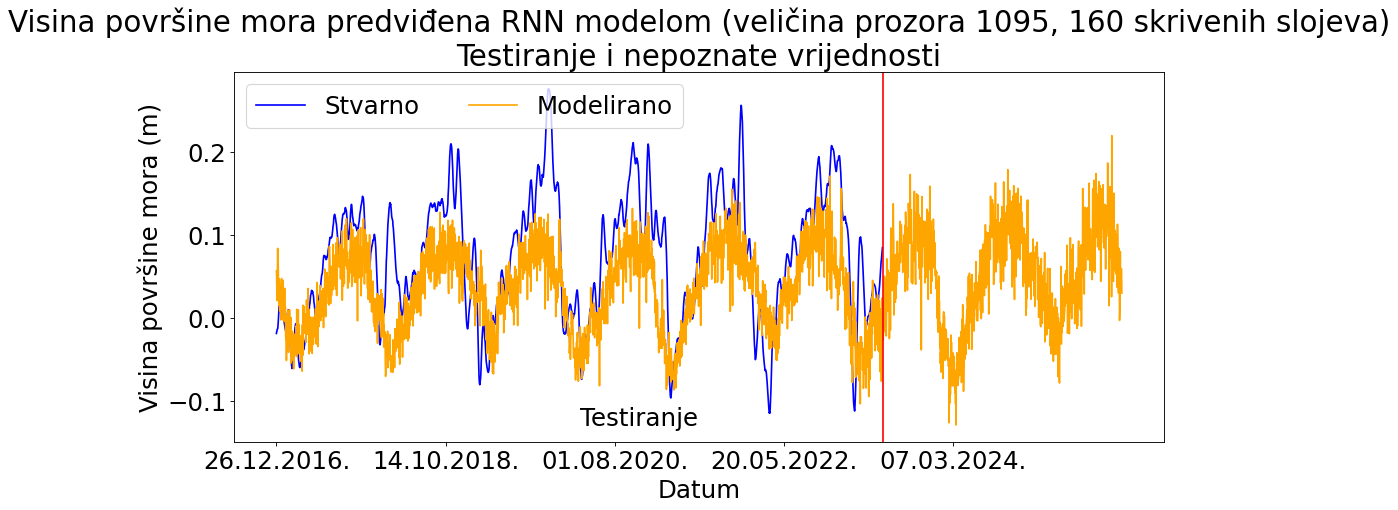 Visina površine mora predviđena RNN modelom (veličina prozora 1095, 160 skrivenih slojeva)
Testiranje i nepoznate vrijednosti
Stvarno
Modelirano
Visina površine mora (m)
0.2
0.1
0.0
−0.1
Testiranje
26.12.2016.
14.10.2018.
01.08.2020.
20.05.2022.
07.03.2024.
Datum